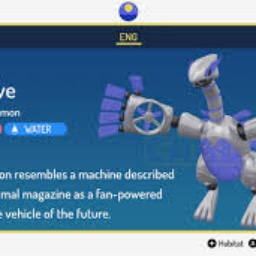 ENG
ve
mon
WATER
on resembles a machine described
rmal magazine as a fan-powered
e vehicle of the future.
Habitat